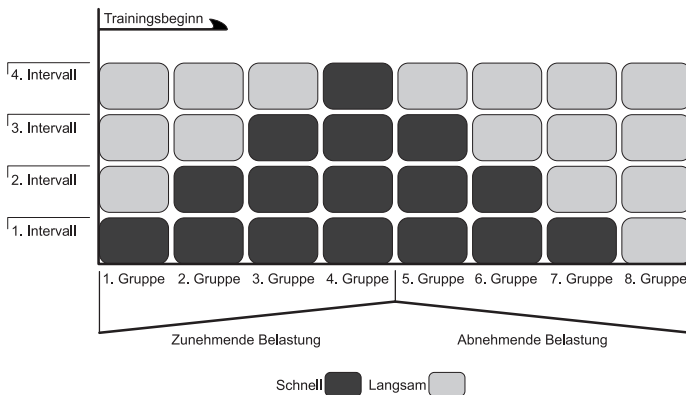 Trainingsbeginn
4. Intervall
3. Intervall
2. Intervall
1. Intervall
1. Gruppe 2. Gruppe 3. Gruppe 4. Gruppe 5. Gruppe 6. Gruppe 7. Gruppe 8. Gruppe
Zunehmende Belastung Abnehmende Belastung
Schnell Langsam